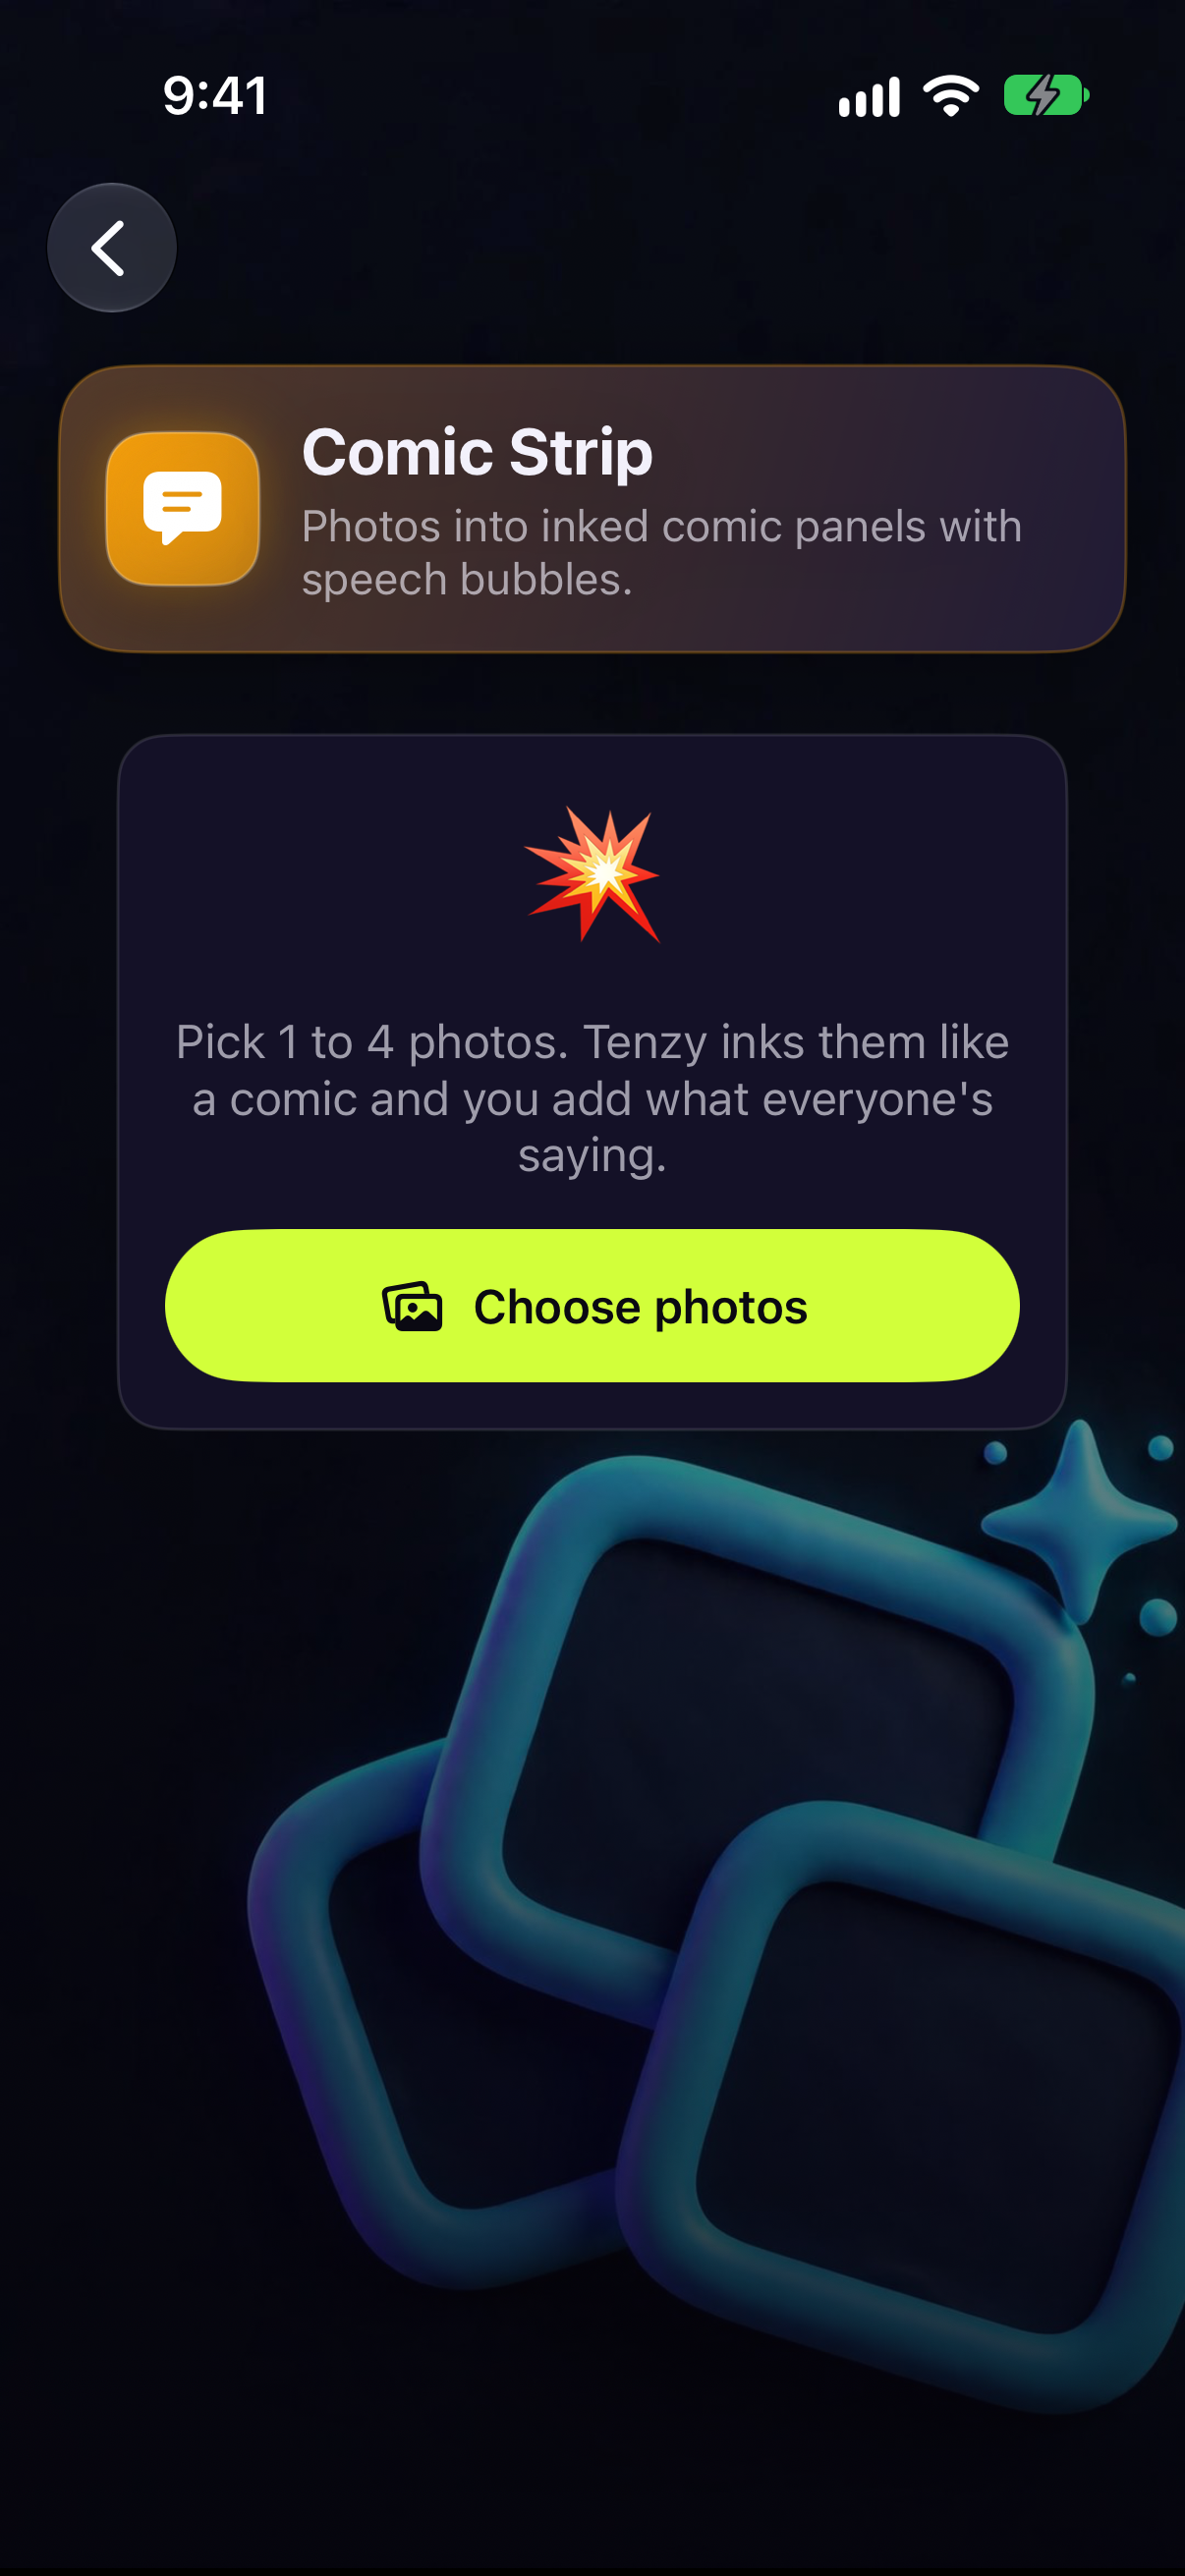 9:41
Comic Strip
Photos into inked comic panels with
speech bubbles.
Pick 1 to 4 photos. Tenzy inks them like
a comic and you add what everyone's
saying.
Choose photos